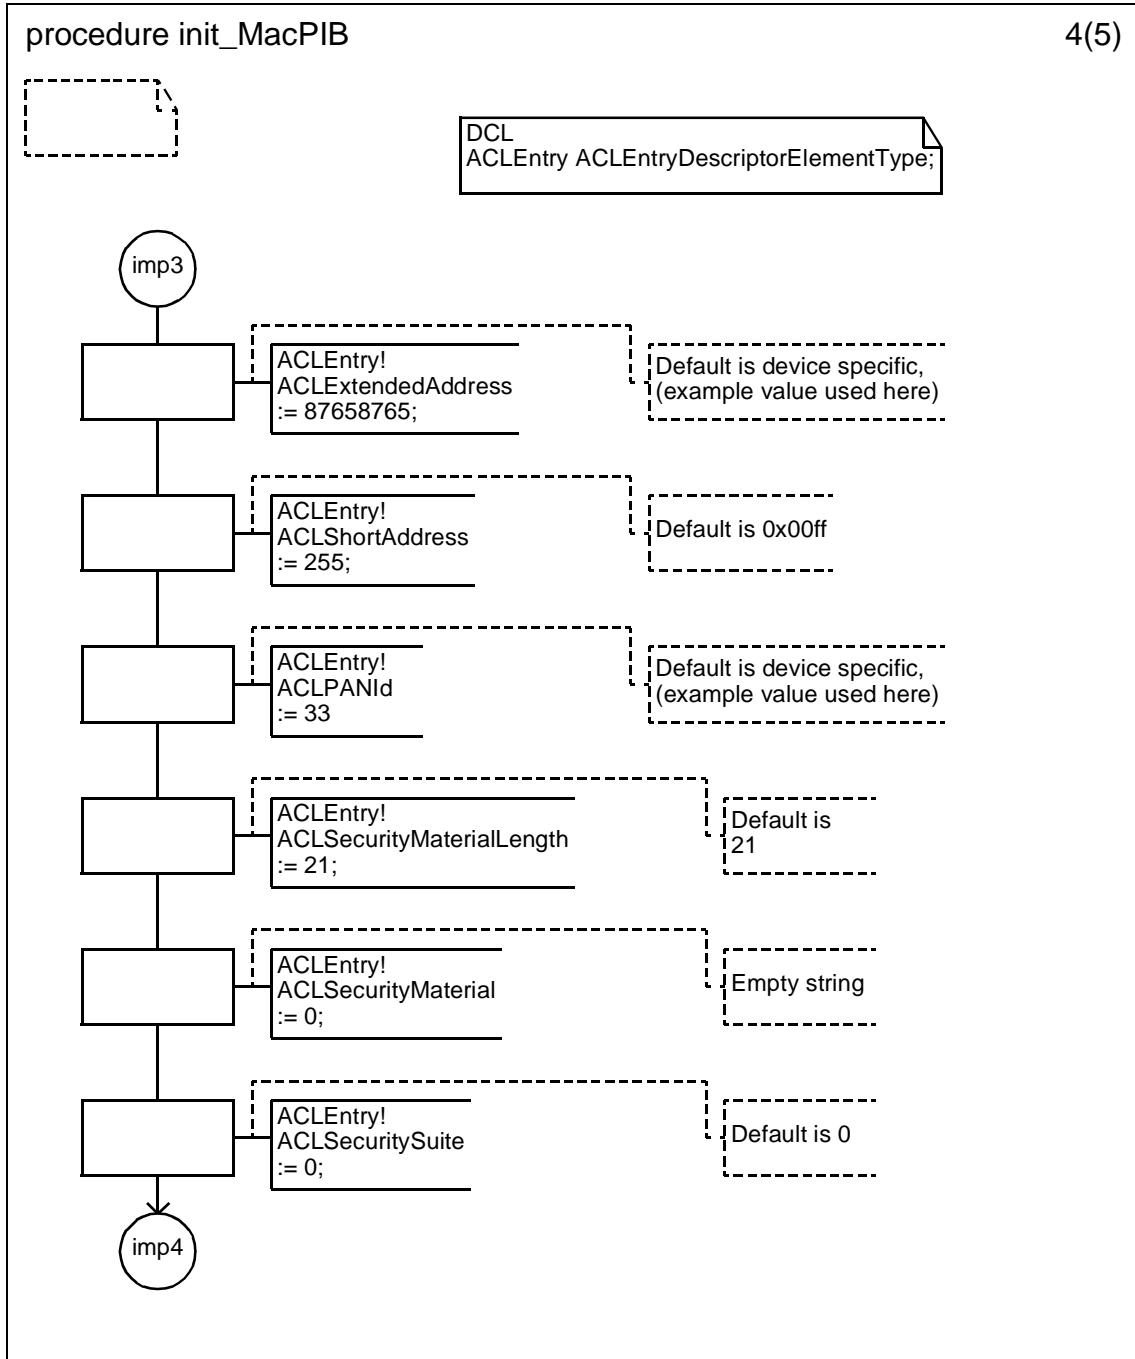 procedure init_MacPIB
4(5)
DCL
ACLEntry ACLEntryDescriptorElementType;
imp3
ACLEntry!
ACLExtendedAddress
:= 87658765;
Default is device specific,
(example value used here)
ACLEntry!
ACLShortAddress
:= 255;
Default is 0x00ff
ACLEntry!
ACLPANId
:= 33
Default is device specific,
(example value used here)
ACLEntry!
ACLSecurityMaterialLength
:= 21;
Default is
21
ACLEntry!
ACLSecurityMaterial
:= 0;
Empty string
ACLEntry!
ACLSecuritySuite
:= 0;
Default is 0
imp4